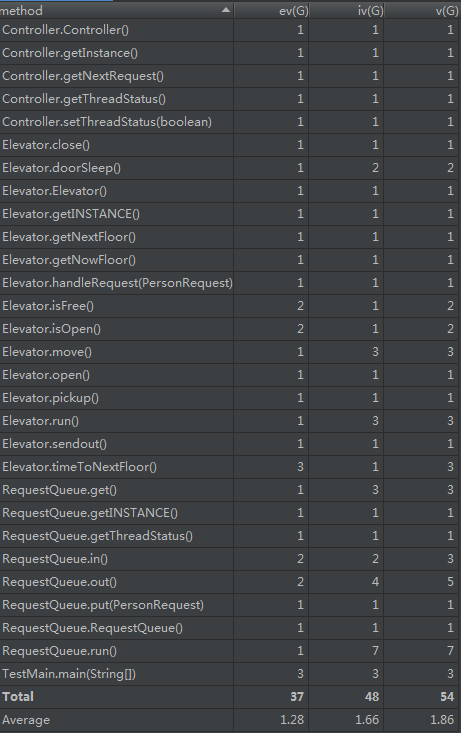 method ev(G) iv(G) v(G)
Controller.Controller() 1 1 1
Controller.getInstance() 1 1 1
Controller.getNextRequest() 1 1 1
Controller.getThreadStatus() 1 1 1
Controller.setThreadStatus(boolean) 1 1 1
Elevator.close() 1 1 1
Elevator.doorSleep() 1 2 2
Elevator.Elevator() 1 1 1
Elevator.getINSTANCE() 1 1 1
Elevator.getNextFloor() 1 1 1
Elevator.getNowFloor() 1 1 1
Elevator.handleRequest(PersonRequest) 1 1 1
Elevator.isFree() 2 1 2
Elevator.isOpen() 2 1 2
Elevator.move() 1 3 3
Elevator.open() 1 1 1
Elevator.pickup() 1 1 1
Elevator.run() 1 3 3
Elevator.sendout() 1 1 1
Elevator.timeToNextFloor() 3 1 3
RequestQueue.get() 1 3 3
RequestQueue.getINSTANCE() 1 1 1
RequestQueue.getThreadStatus() 1 1 1
RequestQueue.in() 2 2 3
RequestQueue.out() 2 4 5
RequestQueue.put(PersonRequest) 1 1 1
RequestQueue.RequestQueue() 1 1 1
RequestQueue.run() 1 7 7
TestMain.main(String[]) 3 3 3
Total 37 48 54
Average 1.28 1.66 1.86